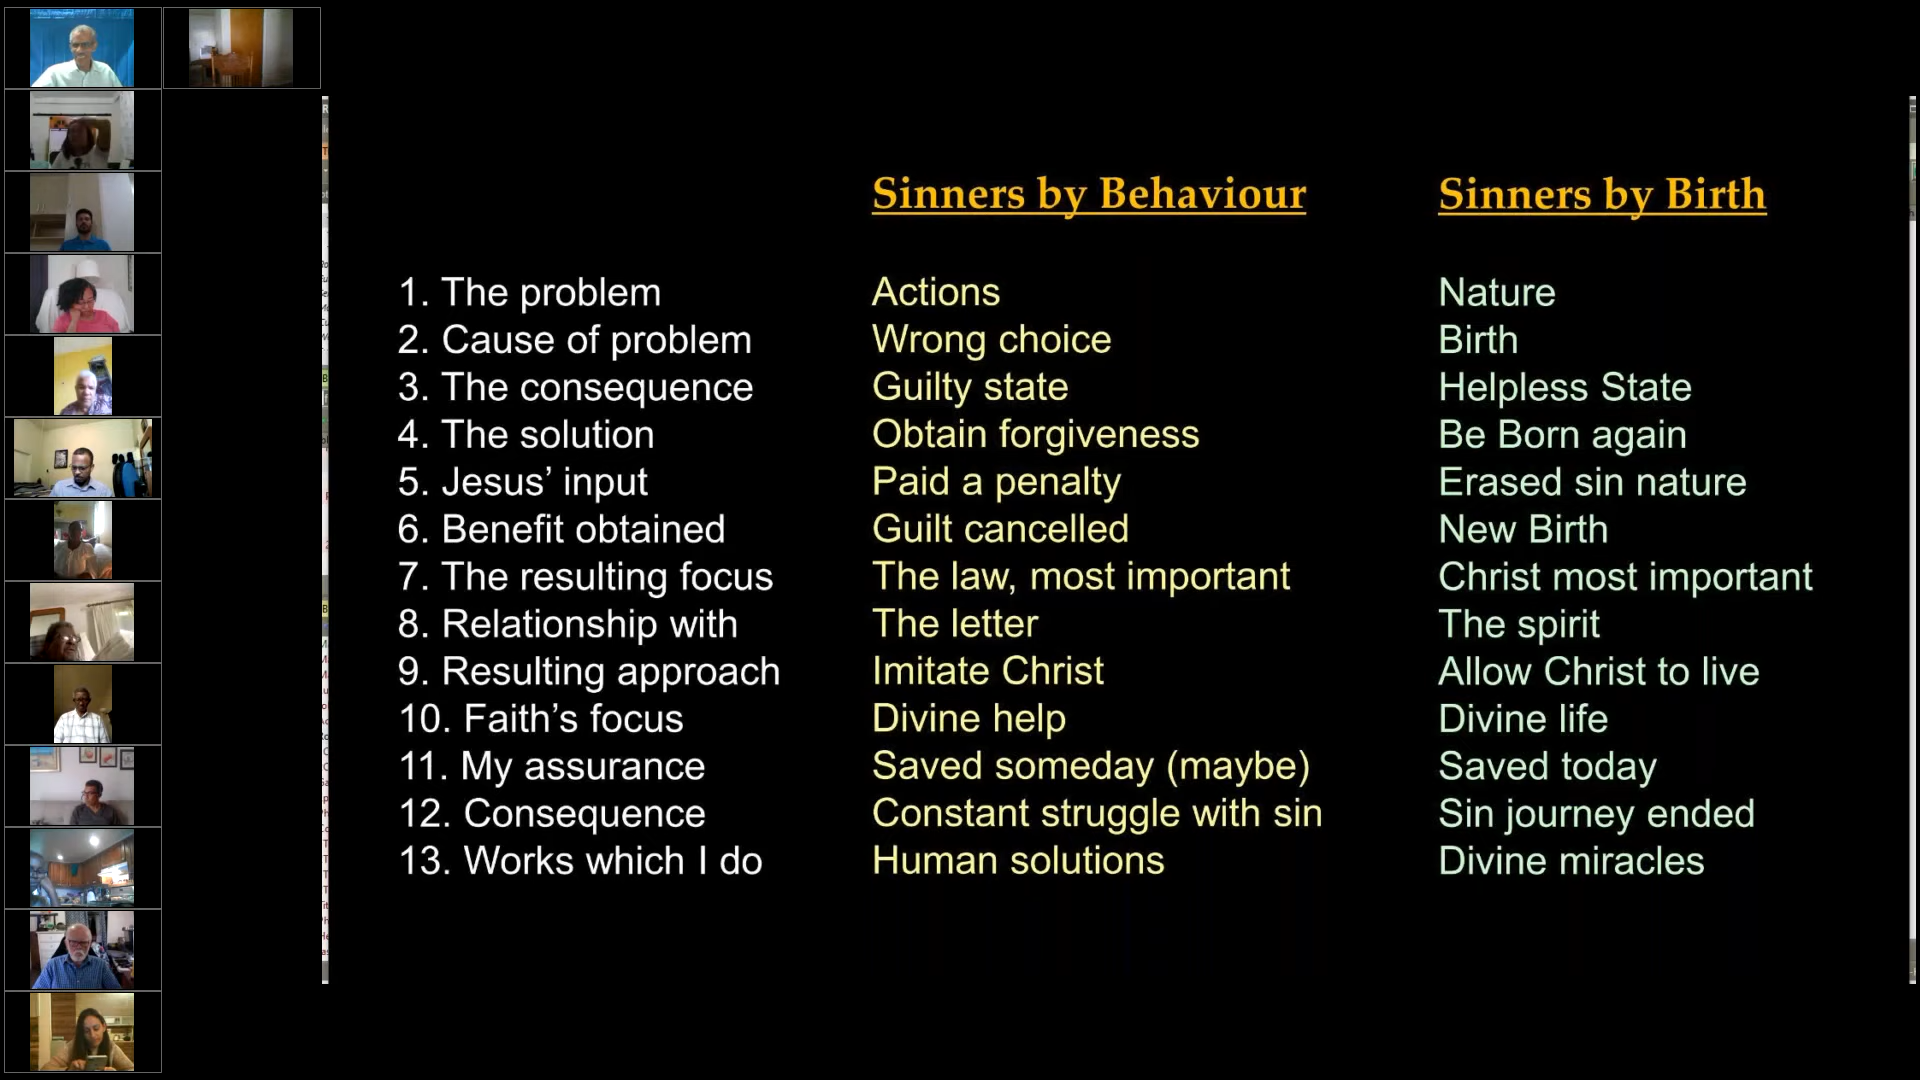 Sinners by Behaviour Sinners by Birth
1. The problem Actions Nature
2. Cause of problem Wrong choice Birth
3. The consequence Guilty state Helpless State
4. The solution Obtain forgiveness Be Born again
5. Jesus’ input Paid a penalty Erased sin nature
6. Benefit obtained Guilt cancelled New Birth
7. The resulting focus The law, most important Christ most important
8. Relationship with The letter The spirit
9. Resulting approach Imitate Christ Allow Christ to live
10. Faith’s focus Divine help Divine life
11. My assurance Saved someday (maybe) Saved today
12. Consequence Constant struggle with sin Sin journey ended
13. Works which I do Human solutions Divine miracles